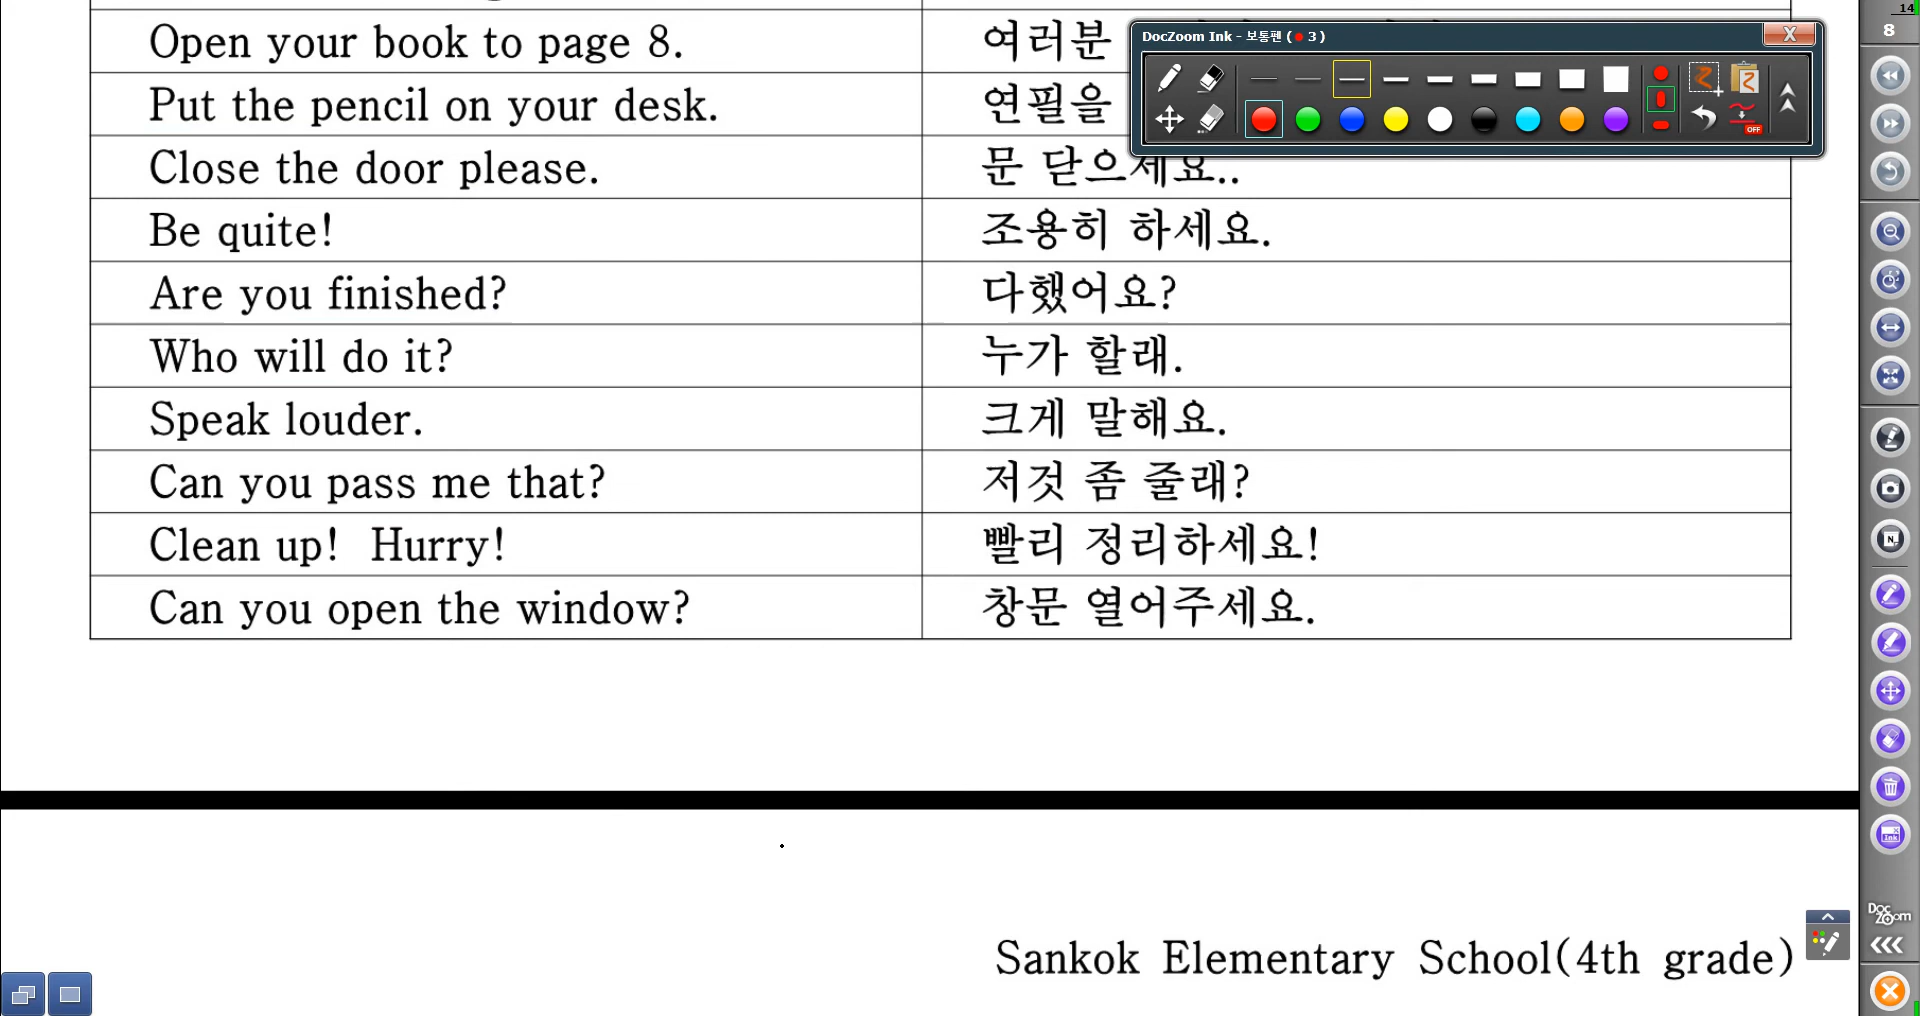 Open your book to page 8. 여러분
Put the pencil on your desk. 연필을
Close the door please. 문 닫으세요..
Be quite! 조용히 하세요.
Are you finished? 다했어요?
Who will do it? 누가 할래.
Speak louder. 크게 말해요.
Can you pass me that? 저것 좀 줄래?
Clean up! Hurry! 빨리 정리하세요!
Can you open the window? 창문 열어주세요.
Sankok Elementary School(4th grade)
DocZoom Ink - 보통펜 ( 3 )
X
OFF
14
8
N
Ink
DocZoom